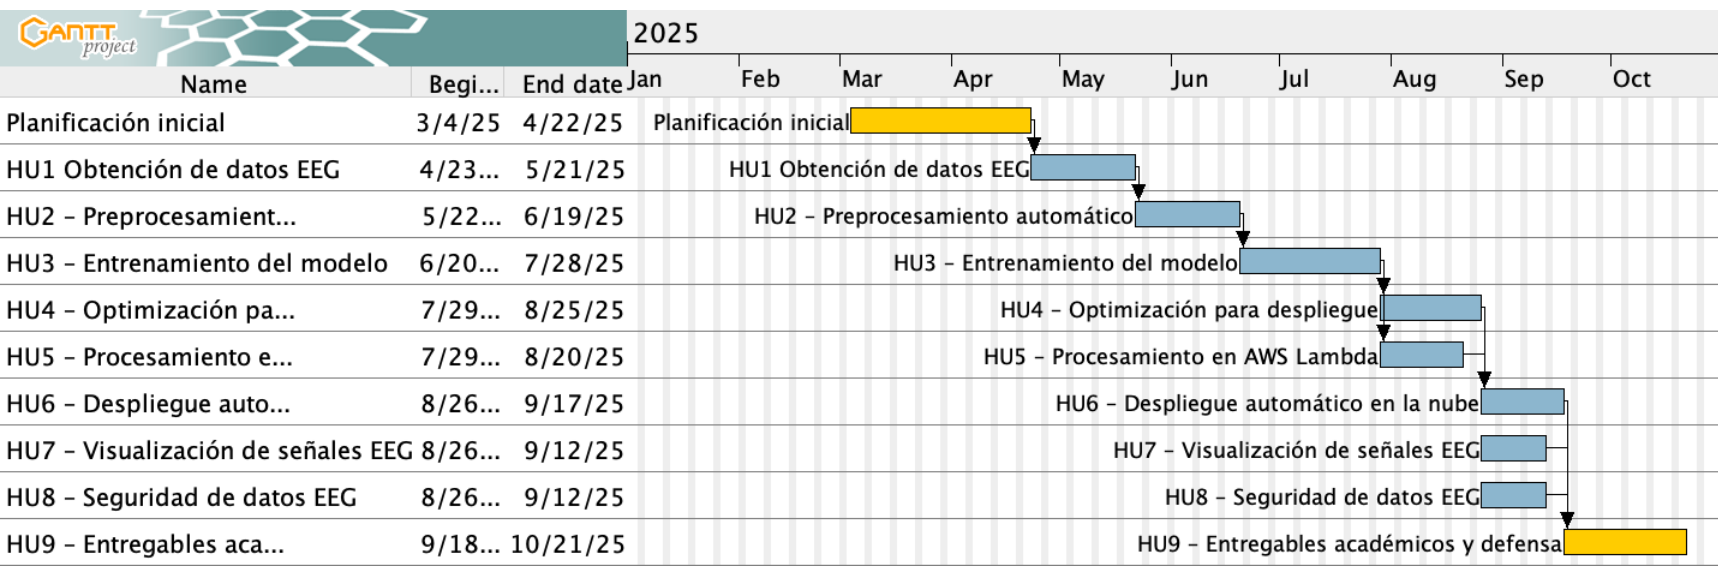 GANTT
project
2025
Name Begi... End date
Jan Feb Mar Apr May Jun Jul Aug Sep Oct
Planificación inicial 3/4/25 4/22/25 Planificación inicial
HU1 Obtención de datos EEG 4/23... 5/21/25 HU1 Obtención de datos EEG
HU2 – Preprocesamient... 5/22... 6/19/25 HU2 – Preprocesamiento automático
HU3 – Entrenamiento del modelo 6/20... 7/28/25 HU3 – Entrenamiento del modelo
HU4 – Optimización pa... 7/29... 8/25/25 HU4 – Optimización para despliegue
HU5 – Procesamiento e... 7/29... 8/20/25 HU5 – Procesamiento en AWS Lambda
HU6 – Despliegue auto... 8/26... 9/17/25 HU6 – Despliegue automático en la nube
HU7 – Visualización de señales EEG 8/26... 9/12/25 HU7 – Visualización de señales EEG
HU8 – Seguridad de datos EEG 8/26... 9/12/25 HU8 – Seguridad de datos EEG
HU9 – Entregables aca... 9/18... 10/21/25 HU9 – Entregables académicos y defensa